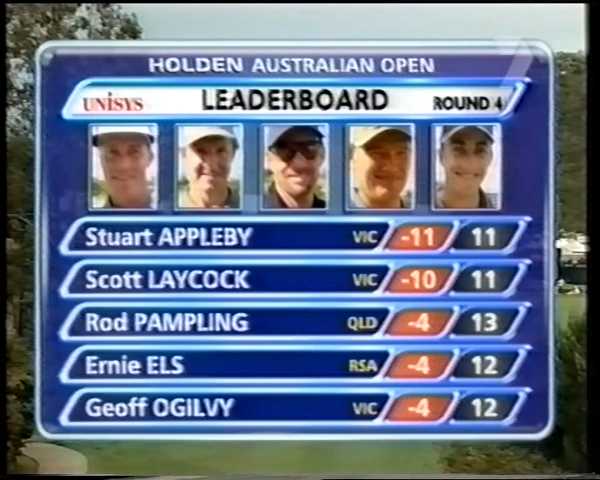 HOLDEN AUSTRALIAN OPEN
UNISYS LEADERBOARD ROUND 4
Stuart APPLEBY VIC -11 11
Scott LAYCOCK VIC -10 11
Rod PAMPLING QLD -4 13
Ernie ELS RSA -4 12
Geoff OGILVY VIC -4 12